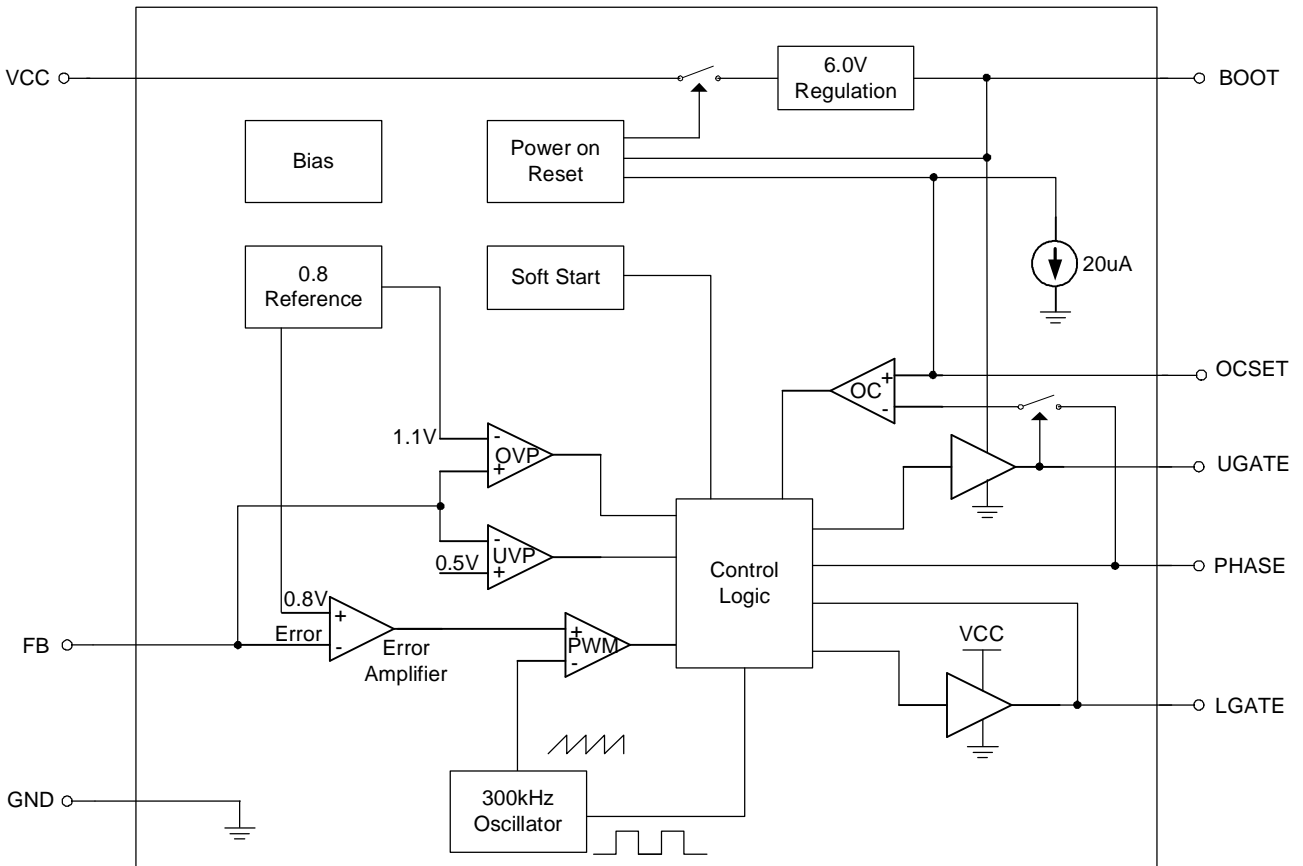 VCC
6.0V
Regulation
BOOT
Bias
Power on
Reset
0.8
Reference
Soft Start
20uA
OCSET
+
OC
-
1.1V
-
OVP
+
UGATE
-
UVP
0.5V
+
Control
Logic
PHASE
0.8V
+
FB
Error
-
Error
Amplifier
+
PWM
-
VCC
LGATE
GND
300kHz
Oscillator